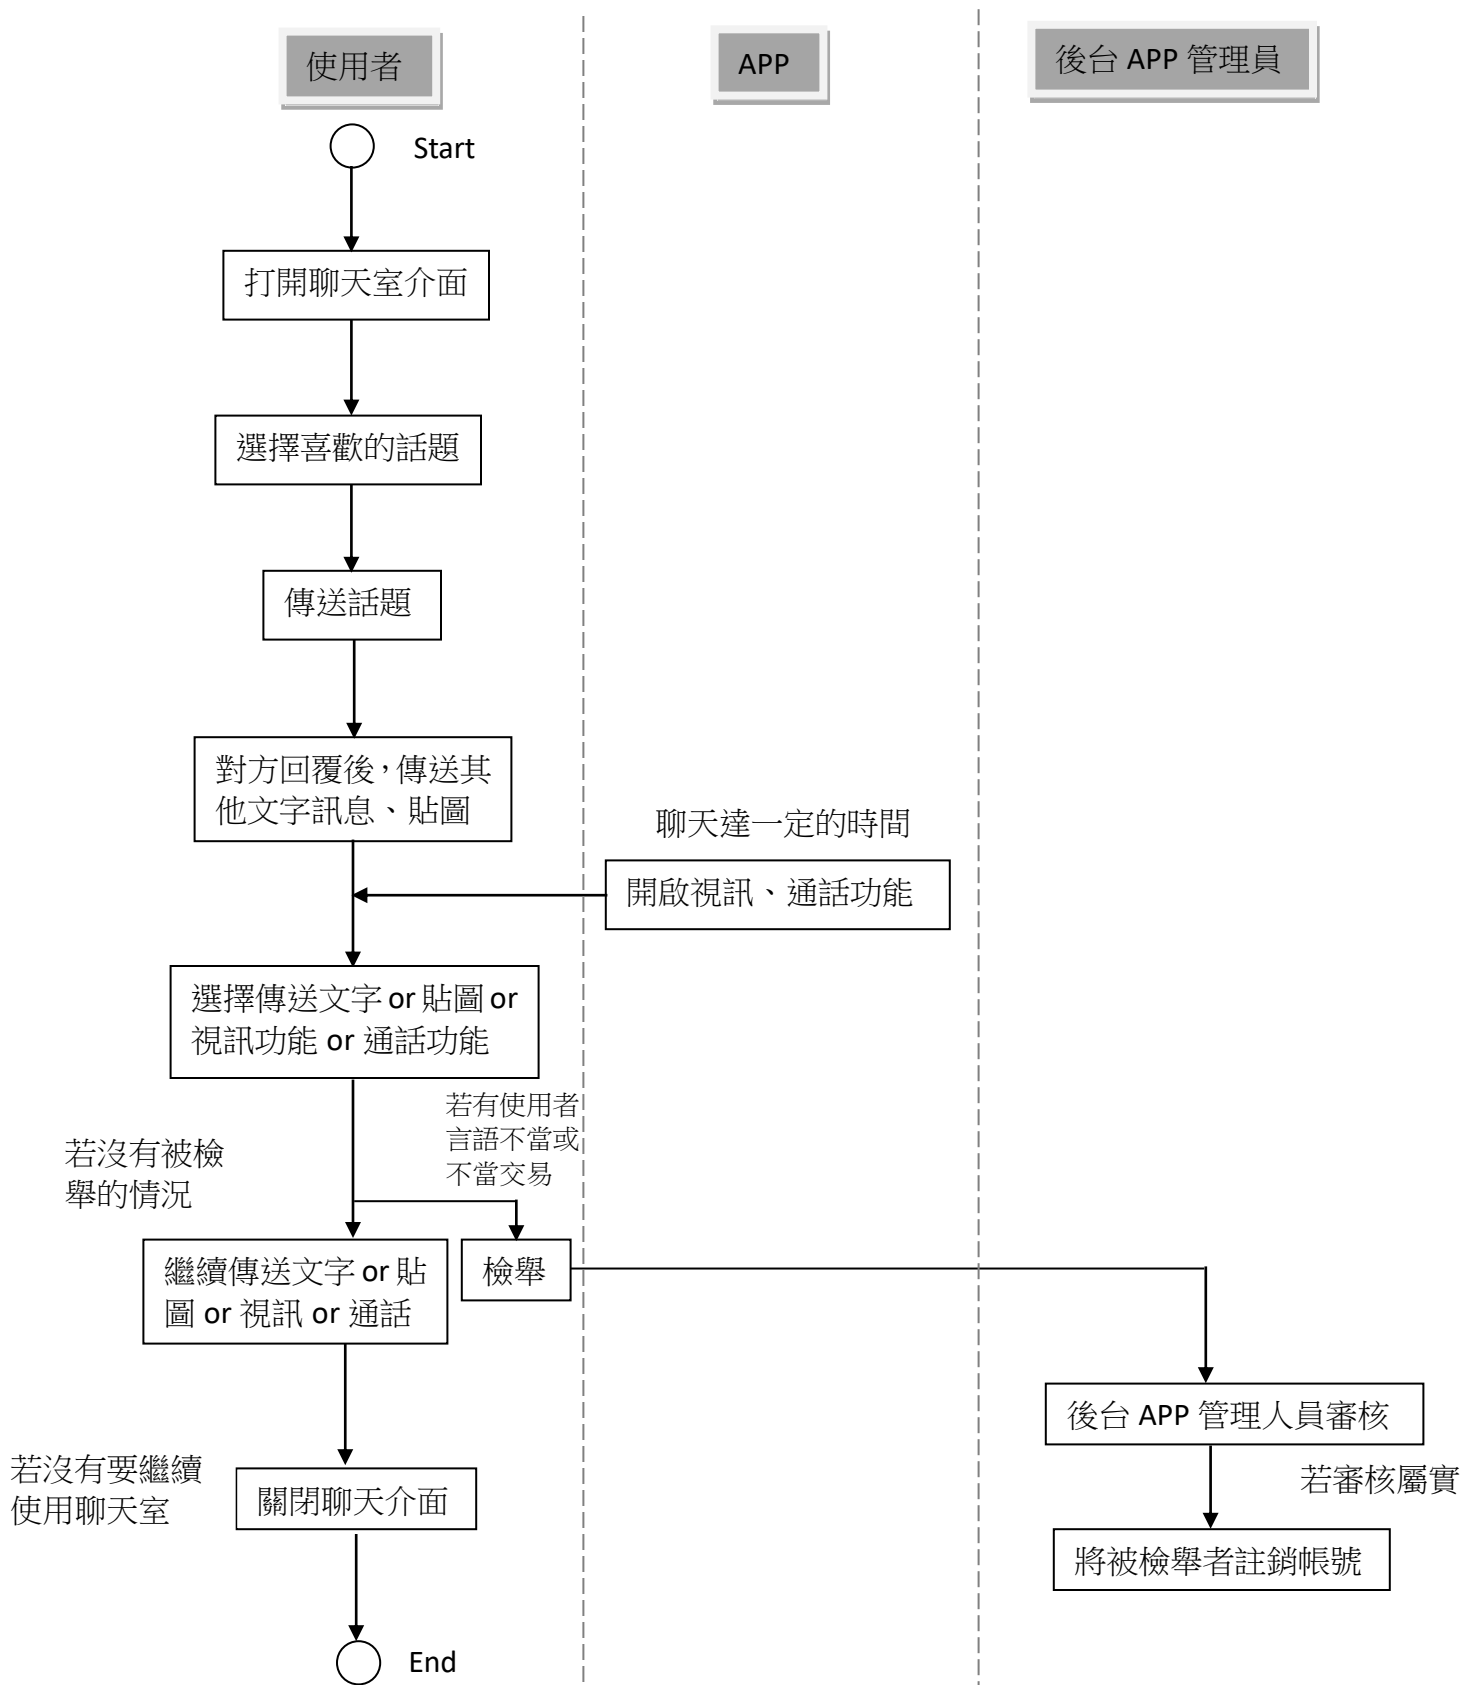 使用者
APP
後台 APP 管理員
Start
打開聊天室介面
選擇喜歡的話題
傳送話題
對方回覆後，傳送其
他文字訊息、貼圖
聊天達一定的時間
開啟視訊、通話功能
選擇傳送文字 or 貼圖 or
視訊功能 or 通話功能
若有使用者
言語不當或
不當交易
若沒有被檢
舉的情況
繼續傳送文字 or 貼
圖 or 視訊 or 通話
檢舉
後台 APP 管理人員審核
若審核屬實
若沒有要繼續
使用聊天室
關閉聊天介面
將被檢舉者註銷帳號
End